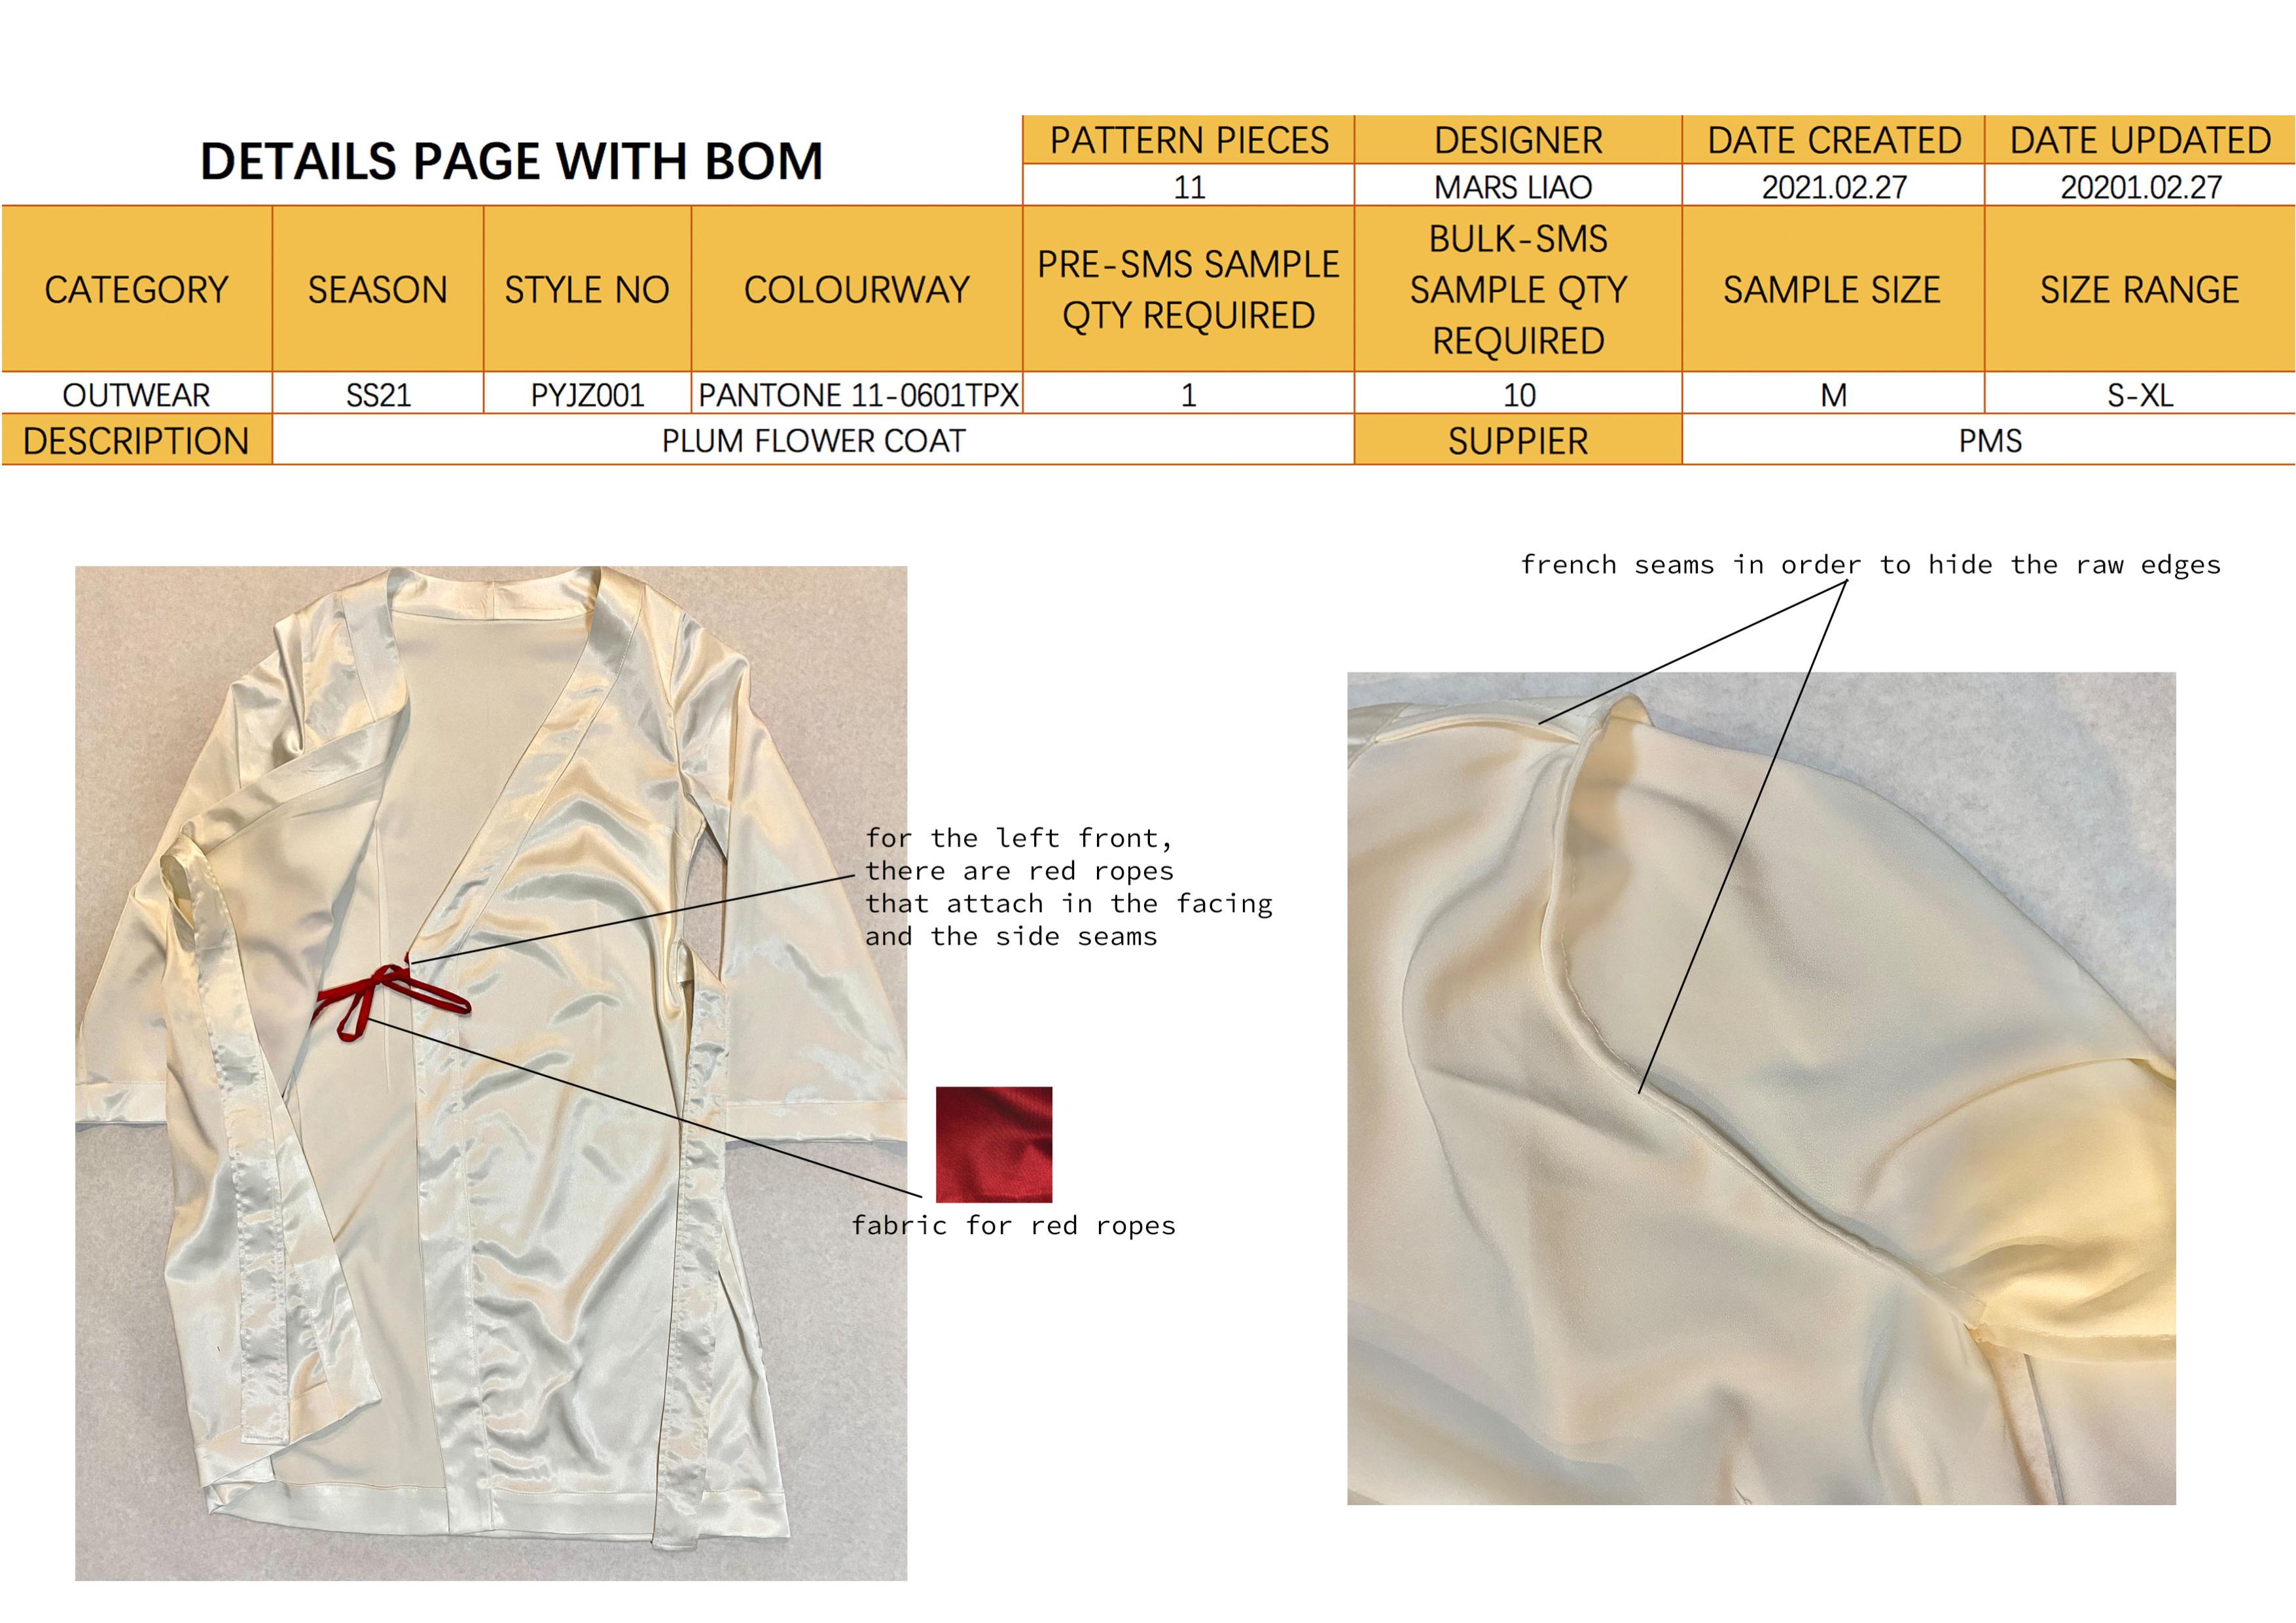 DETAILS PAGE WITH BOM
PATTERN PIECES
DESIGNER
DATE CREATED
DATE UPDATED
11
MARS LIAO
2021.02.27
20201.02.27
CATEGORY
SEASON
STYLE NO
COLOURWAY
PRE-SMS SAMPLE
QTY REQUIRED
BULK-SMS
SAMPLE QTY
REQUIRED
SAMPLE SIZE
SIZE RANGE
OUTWEAR
SS21
PYJZ001
PANTONE 11-0601TPX
1
10
M
S-XL
DESCRIPTION
PLUM FLOWER COAT
SUPPIER
PMS
french seams in order to hide the raw edges
for the left front,
there are red ropes
that attach in the facing
and the side seams
fabric for red ropes